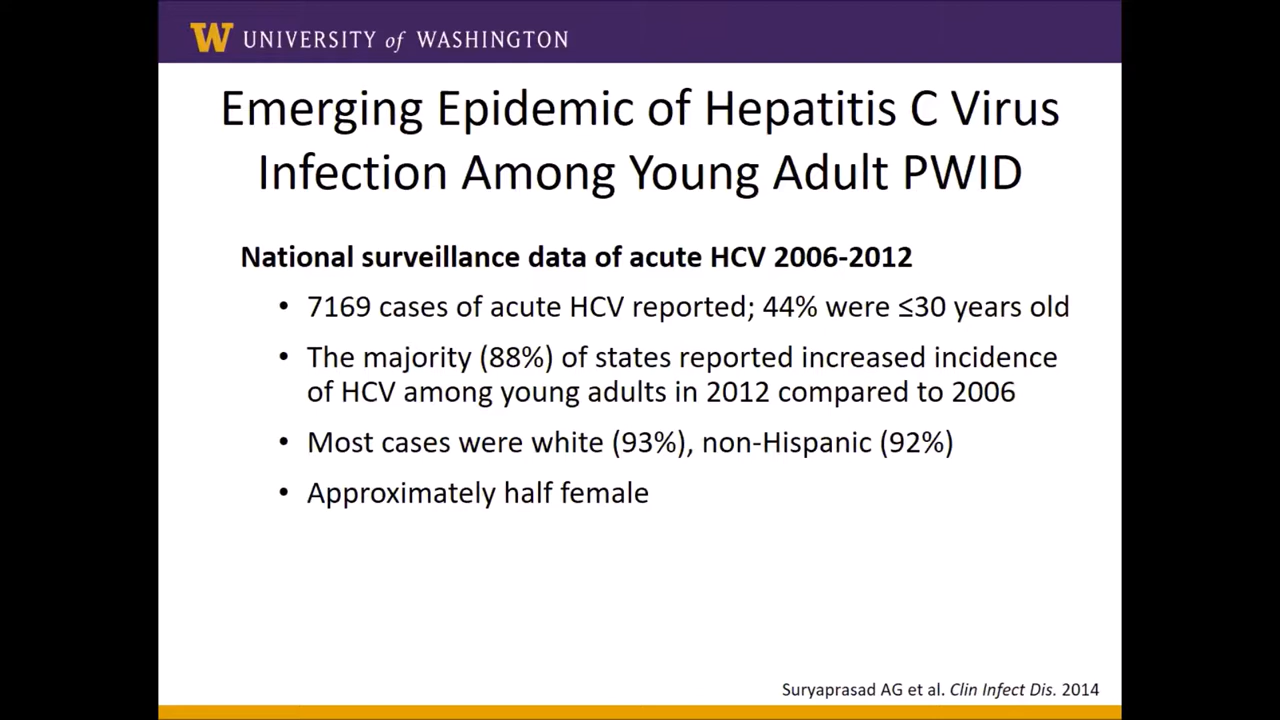 W UNIVERSITY of WASHINGTON
Emerging Epidemic of Hepatitis C Virus
Infection Among Young Adult PWID
National surveillance data of acute HCV 2006-2012
• 7169 cases of acute HCV reported; 44% were ≤30 years old
• The majority (88%) of states reported increased incidence
of HCV among young adults in 2012 compared to 2006
• Most cases were white (93%), non-Hispanic (92%)
• Approximately half female
Suryaprasad AG et al. Clin Infect Dis. 2014